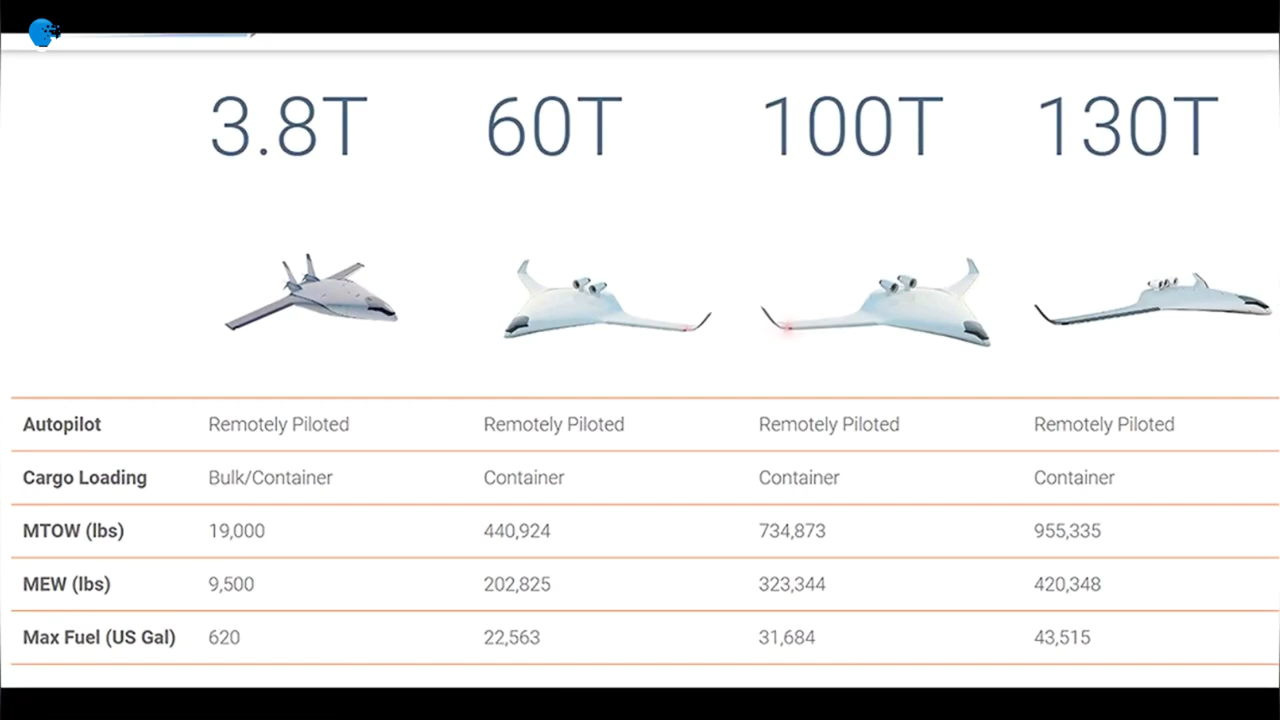 3.8T 60T 100T 130T
Autopilot Remotely Piloted Remotely Piloted Remotely Piloted Remotely Piloted
Cargo Loading Bulk/Container Container Container Container
MTOW (lbs) 19,000 440,924 734,873 955,335
MEW (lbs) 9,500 202,825 323,344 420,348
Max Fuel (US Gal) 620 22,563 31,684 43,515